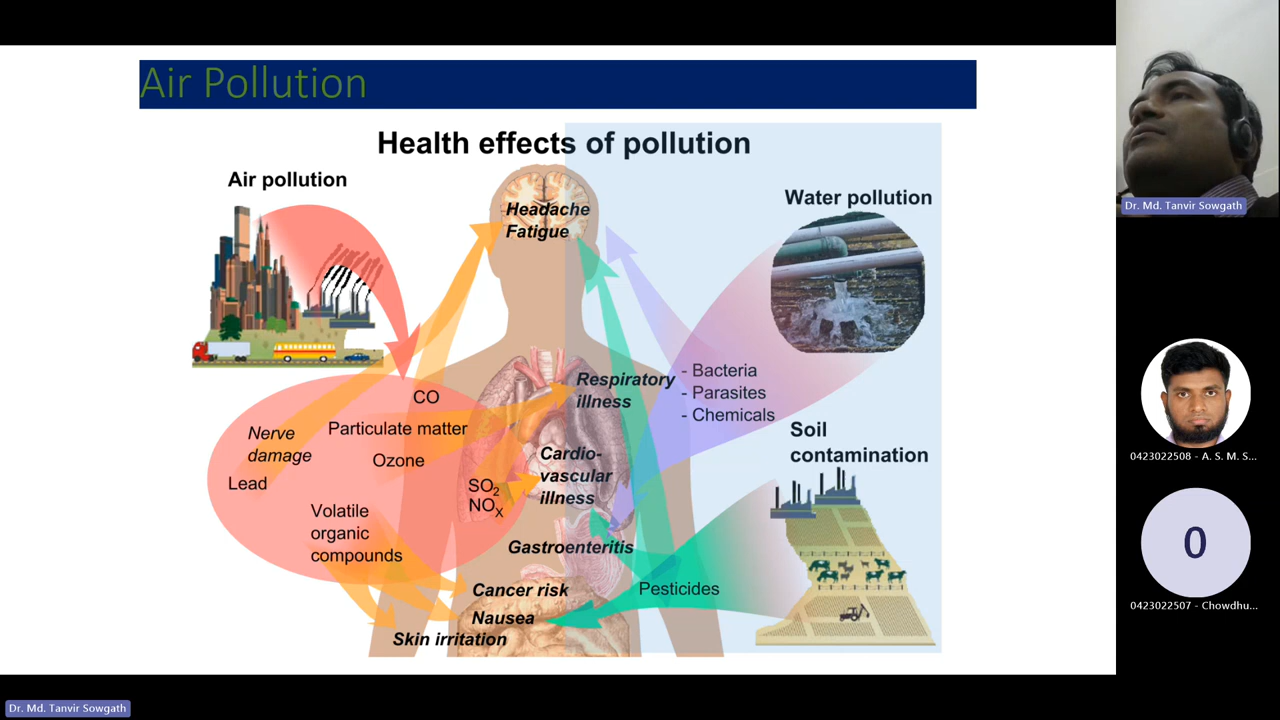 Air Pollution
Health effects of pollution
Air pollution
Water pollution
Headache
Fatigue
CO
Particulate matter
Ozone
Nerve
damage
Lead
SO2
NOX
Volatile
organic
compounds
Respiratory
illness
Cardio-
vascular
illness
Gastroenteritis
Cancer risk
Nausea
Skin irritation
- Bacteria
- Parasites
- Chemicals
Soil
contamination
Pesticides
Dr. Md. Tanvir Sowgath
0423022508 - A. S. M. S...
0
0423022507 - Chowdhu...
Dr. Md. Tanvir Sowgath